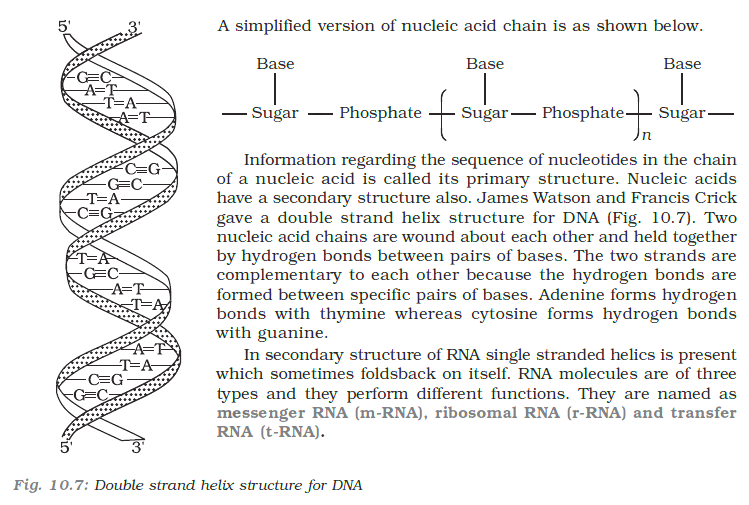 5' 3'
G≡C
A=T
T=A
A=T
C≡G
G≡C
T=A
C≡G
T=A
G≡C
A=T
T=A
A=T
T=A
C≡G
G≡C
5' 3'
Fig. 10.7: Double strand helix structure for DNA
A simplified version of nucleic acid chain is as shown below.
Base Base Base
Sugar — Phosphate — ( Sugar — Phosphate )n Sugar —
Information regarding the sequence of nucleotides in the chain
of a nucleic acid is called its primary structure. Nucleic acids
have a secondary structure also. James Watson and Francis Crick
gave a double strand helix structure for DNA (Fig. 10.7). Two
nucleic acid chains are wound about each other and held together
by hydrogen bonds between pairs of bases. The two strands are
complementary to each other because the hydrogen bonds are
formed between specific pairs of bases. Adenine forms hydrogen
bonds with thymine whereas cytosine forms hydrogen bonds
with guanine.
In secondary structure of RNA single stranded helics is present
which sometimes foldsback on itself. RNA molecules are of three
types and they perform different functions. They are named as
messenger RNA (m-RNA), ribosomal RNA (r-RNA) and transfer
RNA (t-RNA).